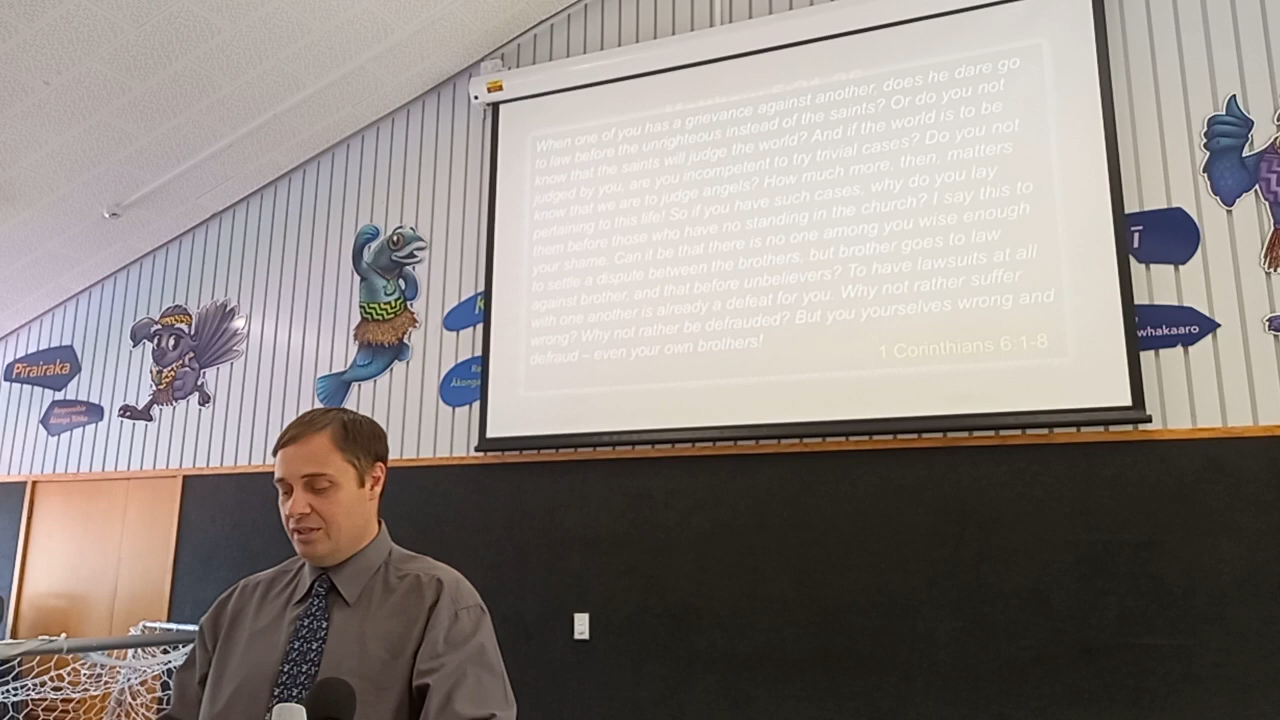 When one of you has a grievance against another, does he dare go
to law before the unrighteous instead of the saints? Or do you not
know that the saints will judge the world? And if the world is to be
judged by you, are you incompetent to try trivial cases? Do you not
know that we are to judge angels? How much more, then, matters
pertaining to this life! So if you have such cases, why do you lay
them before those who have no standing in the church? I say this to
your shame. Can it be that there is no one among you wise enough
to settle a dispute between the brothers, but brother goes to law
against brother, and that before unbelievers? To have lawsuits at all
with one another is already a defeat for you. Why not rather suffer
wrong? Why not rather be defrauded? But you yourselves wrong and
defraud – even your own brothers!
1 Corinthians 6:1-8
Pīrairaka
Responsible
K
Re
Ākonga
Ī
whakaaro